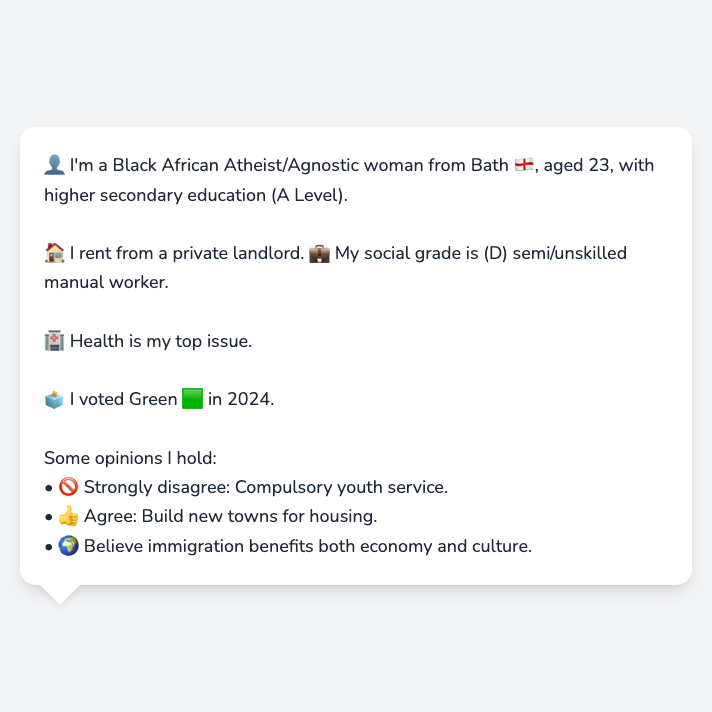 👤 I'm a Black African Atheist/Agnostic woman from Bath 🏴󠁧󠁢󠁥󠁮󠁧󠁿, aged 23, with
higher secondary education (A Level).
🏠 I rent from a private landlord. 💼 My social grade is (D) semi/unskilled
manual worker.
🏥 Health is my top issue.
🗳️ I voted Green 🟩 in 2024.
Some opinions I hold:
• 🚫 Strongly disagree: Compulsory youth service.
• 👍 Agree: Build new towns for housing.
• 🌍 Believe immigration benefits both economy and culture.